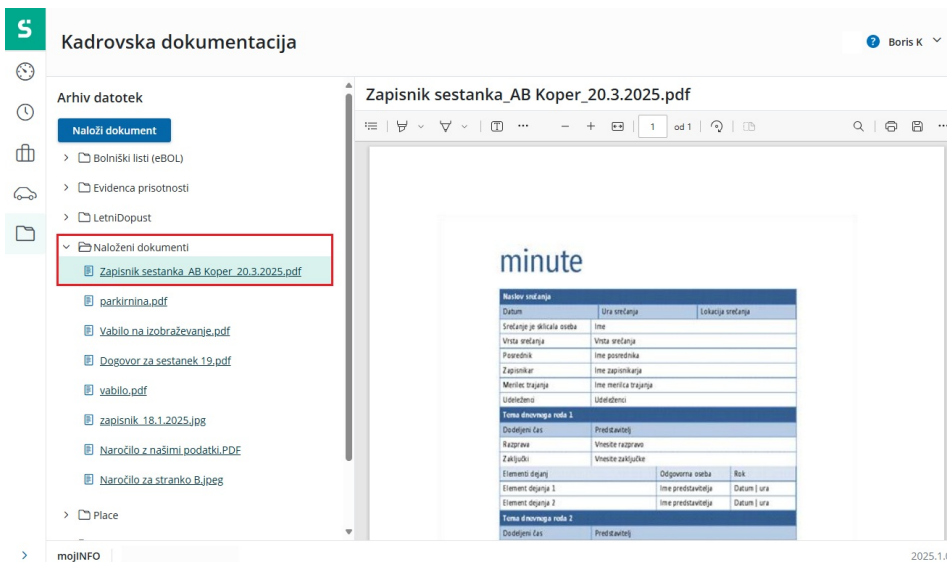 S
Kadrovska dokumentacija
? Boris K
Arhiv datotek
Naloži dokument
Bolniški listi (eBOL)
Evidenca prisotnosti
LetniDopust
Naloženi dokumenti
Zapisnik sestanka_AB Koper_20.3.2025.pdf
parkirnina.pdf
Vabilo na izobraževanje.pdf
Dogovor za sestanek 19.pdf
vabilo.pdf
zapisnik_18.1.2025.jpg
Naročilo z našimi podatki.PDF
Naročilo za stranko B.jpeg
Place
Zapisnik sestanka_AB Koper_20.3.2025.pdf
1 od 1
minute
Naslov srečanja
Datum Ura srečanja Lokacija srečanja
Srečanje je sklicala oseba Ime
Vrsta srečanja Vrsta srečanja
Posrednik Ime posrednika
Zapisnikar Ime zapisnikarja
Merilec trajanja Ime merilca trajanja
Udeleženci Udeleženci
Tema dnevnega reda 1
Dodeljeni čas Predstavitelj
Razprava Vnesite razpravo
Zaključki Vnesite zaključke
Elementi dejanj Odgovorna oseba Rok
Element dejanja 1 Ime predstavitelja Datum | ura
Element dejanja 2 Ime predstavitelja Datum | ura
Tema dnevnega reda 2
Dodeljeni čas Predstavitelj
mojINFO
2025.1.0